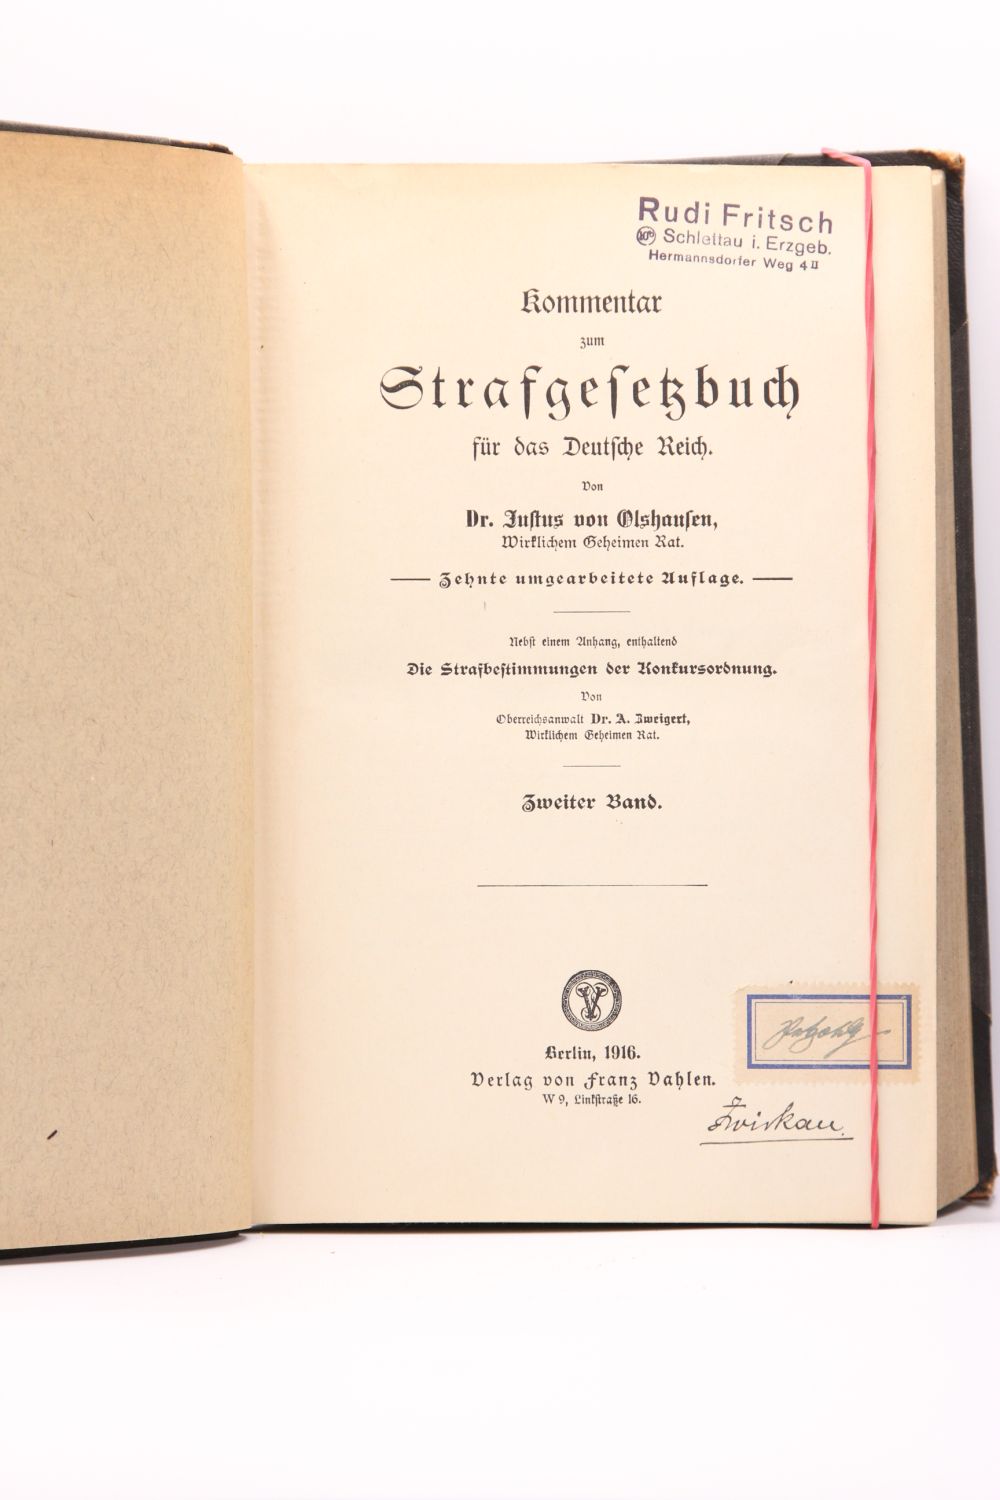 Rudi Fritsch
Schlettau i. Erzgeb.
Hermannsdorfer Weg 4 II
Kommentar
zum
Strafgeſetzbuch
für das Deutſche Reich.
Von
Dr. Juſtus von Olshauſen,
Wirklichem Geheimen Rat.
Zehnte umgearbeitete Auflage.
Nebſt einem Anhang, enthaltend
Die Strafbeſtimmungen der Konkursordnung.
Von
Oberreichsanwalt Dr. A. Zweigert,
Wirklichem Geheimen Rat.
Zweiter Band.
Berlin, 1916.
Verlag von Franz Vahlen.
W 9, Linkſtraße 16.
Zwickau.